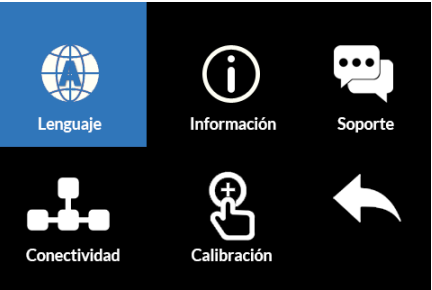 A
Lenguaje
Información
Soporte
Conectividad
Calibración